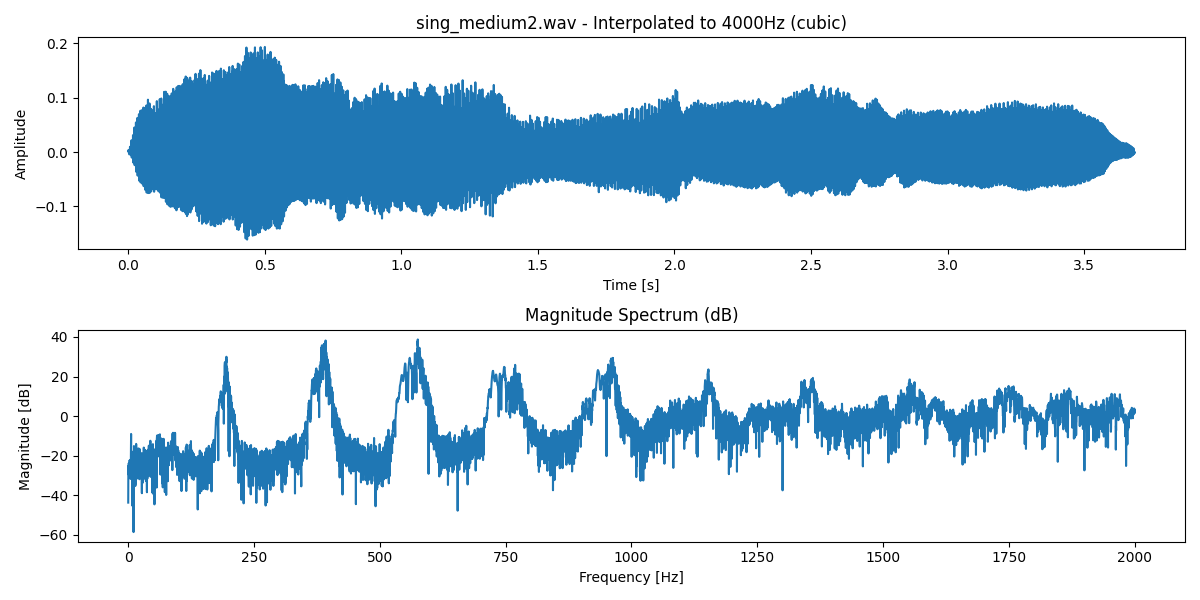 sing_medium2.wav - Interpolated to 4000Hz (cubic)
0.2
0.1
0.0
−0.1
Amplitude
0.0 0.5 1.0 1.5 2.0 2.5 3.0 3.5
Time [s]
Magnitude Spectrum (dB)
40
20
0
−20
−40
−60
Magnitude [dB]
0 250 500 750 1000 1250 1500 1750 2000
Frequency [Hz]